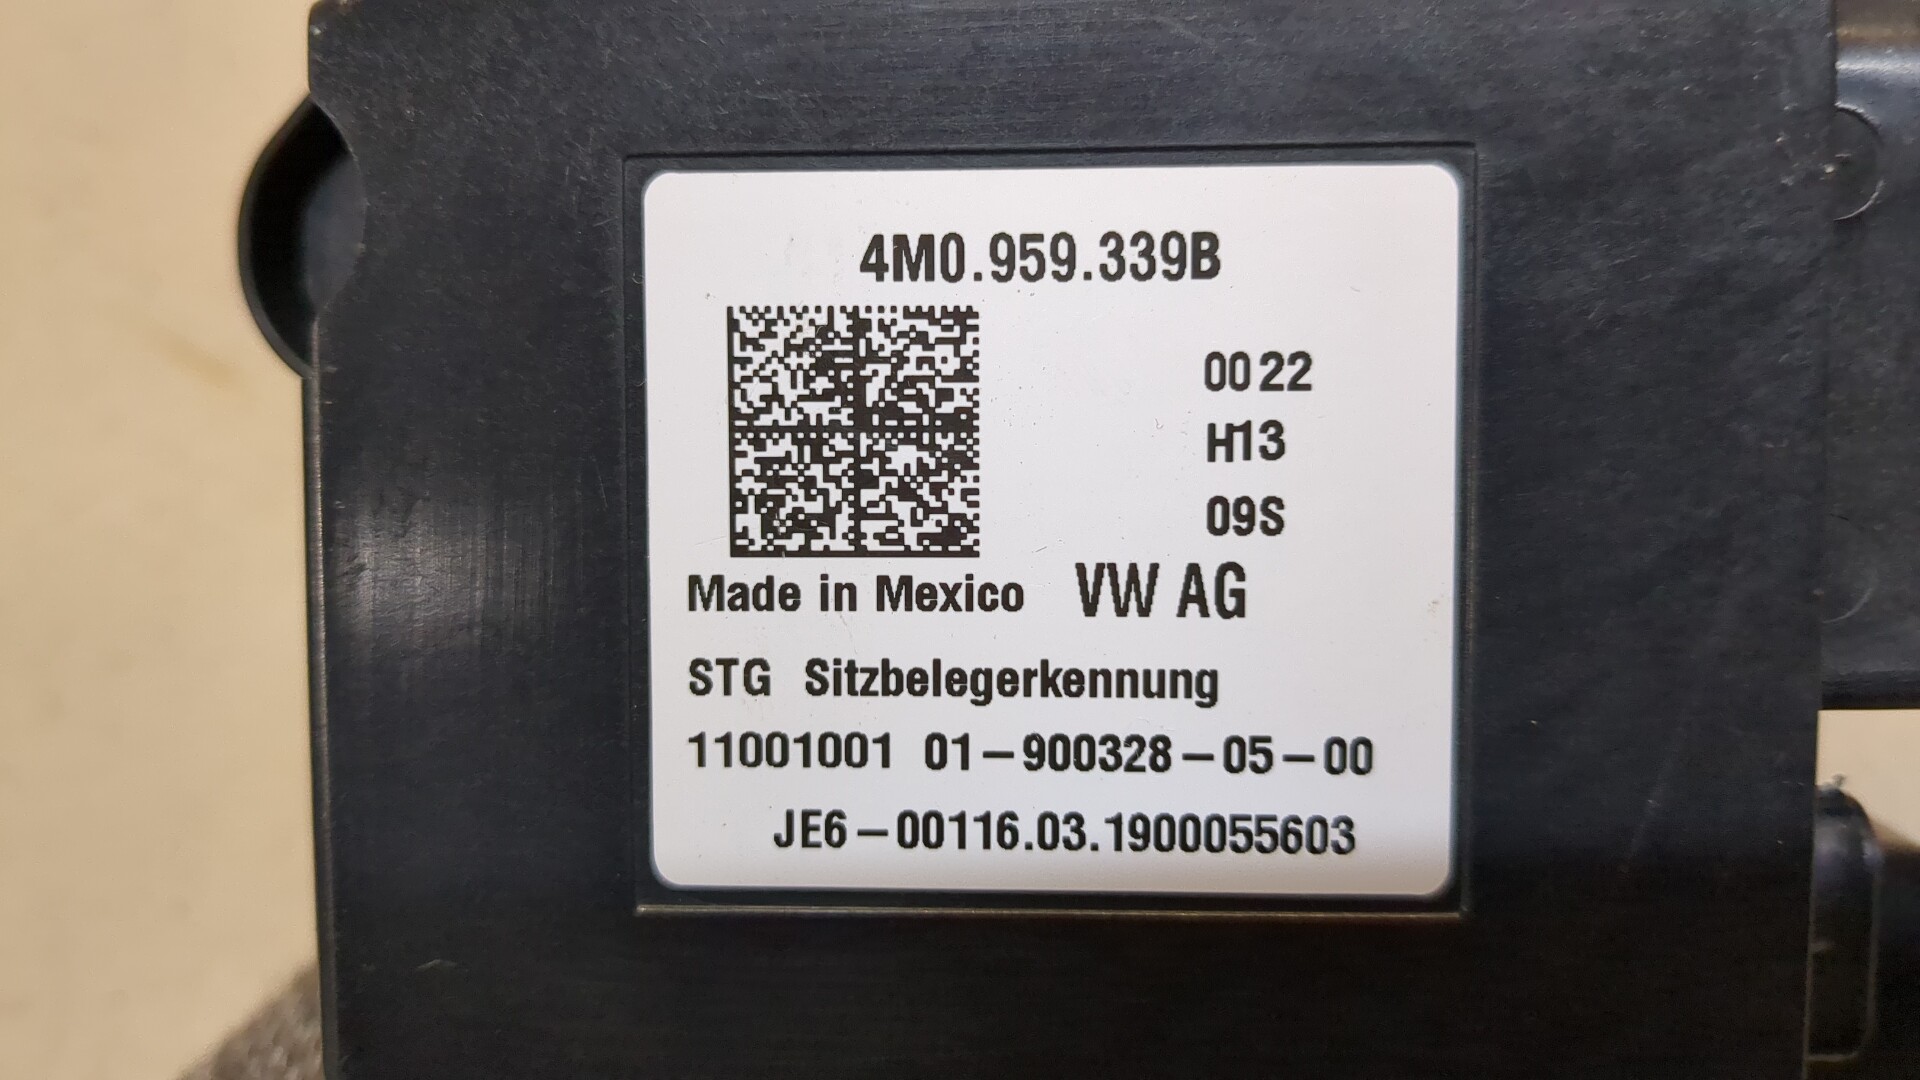 4M0.959.339B
0022
H13
09S
Made in Mexico VW AG
STG Sitzbelegerkennung
11001001 01-900328-05-00
JE6-00116.03.1900055603